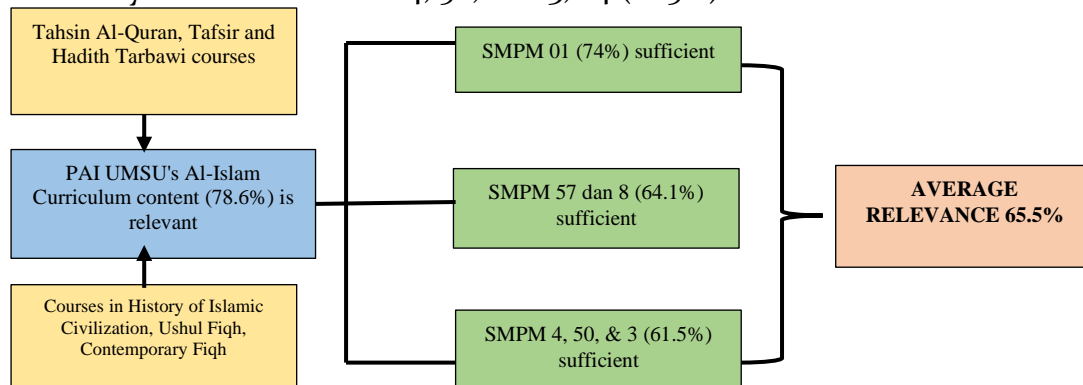 Tahsin Al-Quran, Tafsir and
Hadith Tarbawi courses
PAI UMSU's Al-Islam
Curriculum content (78.6%) is
relevant
Courses in History of Islamic
Civilization, Ushul Fiqh,
Contemporary Fiqh
SMPM 01 (74%) sufficient
SMPM 57 dan 8 (64.1%)
sufficient
SMPM 4, 50, & 3 (61.5%)
sufficient
AVERAGE
RELEVANCE 65.5%